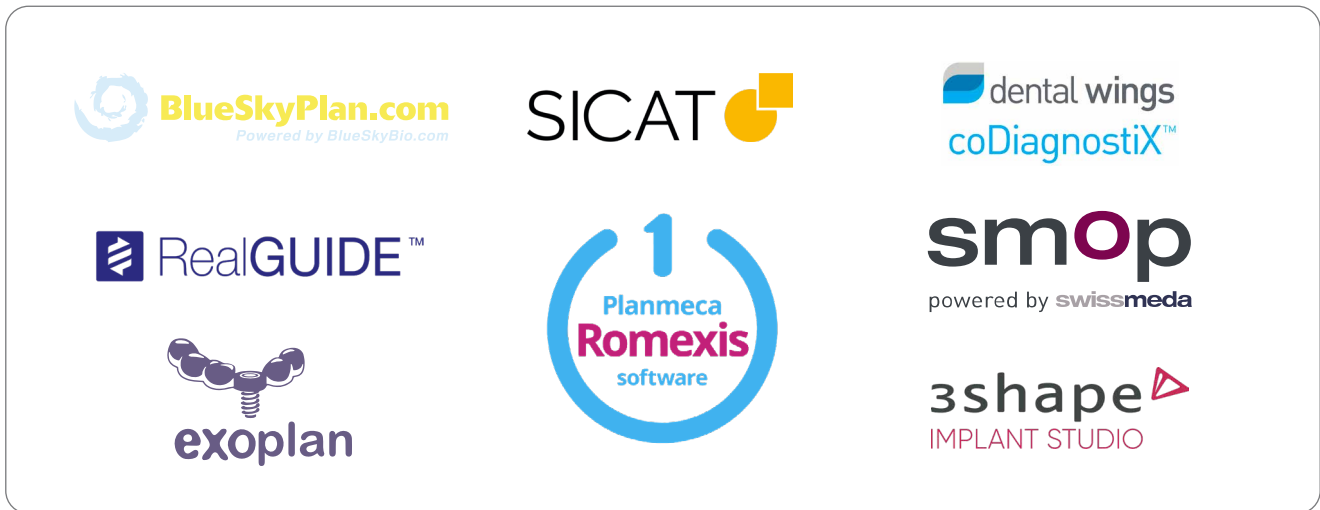 BlueSkyPlan.com
Powered by BlueSkyBio.com
SICAT
dental wings
coDiagnostiX™
RealGUIDE™
1
Planmeca
Romexis
software
smop
powered by swissmeda
exoplan
3shape
IMPLANT STUDIO